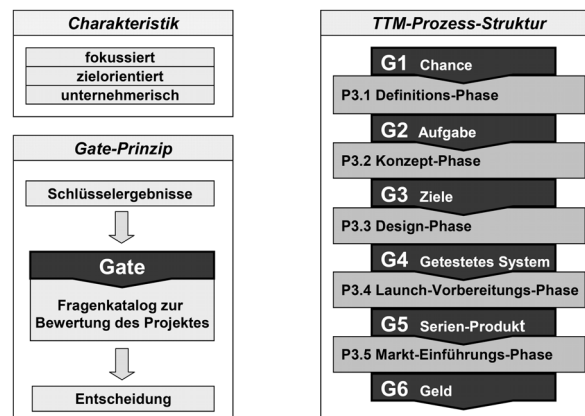 Charakteristik
fokussiert
zielorientiert
unternehmerisch
Gate-Prinzip
Schlüsselergebnisse
Gate
Fragenkatalog zur
Bewertung des Projektes
Entscheidung
TTM-Prozess-Struktur
G1 Chance
P3.1 Definitions-Phase
G2 Aufgabe
P3.2 Konzept-Phase
G3 Ziele
P3.3 Design-Phase
G4 Getestetes System
P3.4 Launch-Vorbereitungs-Phase
G5 Serien-Produkt
P3.5 Markt-Einführungs-Phase
G6 Geld